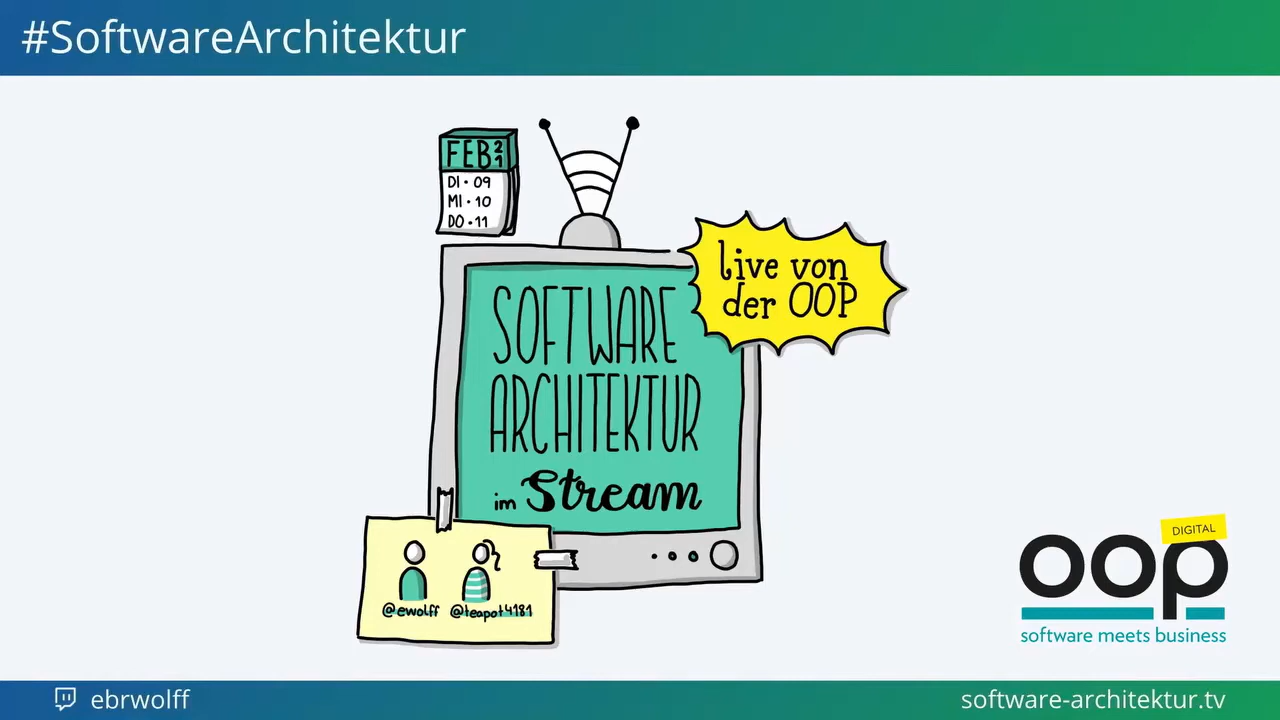 #SoftwareArchitektur
FEB 21
DI • 09
MI • 10
DO • 11
live von
der OOP
SOFTWARE
ARCHITEKTUR
im Stream
@ewolff @teapot4181
DIGITAL
oop
software meets business
ebrwolff
software-architektur.tv